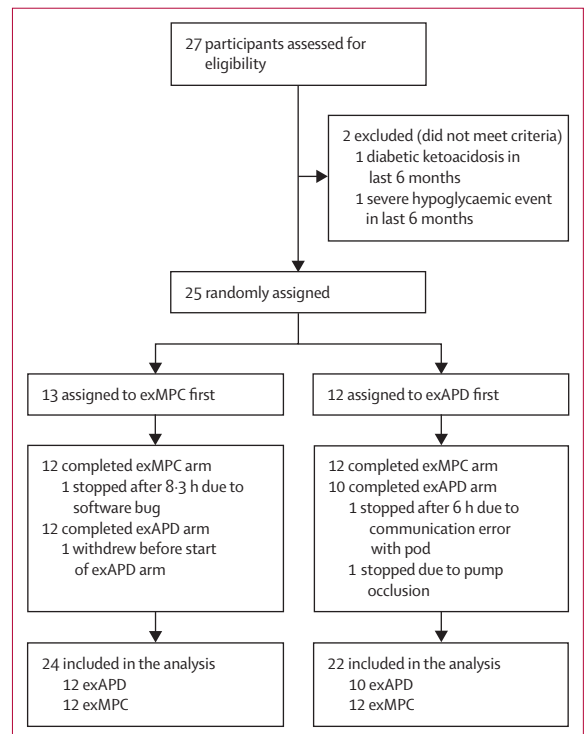 27 participants assessed for
eligibility
2 excluded (did not meet criteria)
1 diabetic ketoacidosis in
last 6 months
1 severe hypoglycaemic event
in last 6 months
25 randomly assigned
13 assigned to exMPC first
12 assigned to exAPD first
12 completed exMPC arm
1 stopped after 8·3 h due to
software bug
12 completed exAPD arm
1 withdrew before start
of exAPD arm
12 completed exMPC arm
10 completed exAPD arm
1 stopped after 6 h due to
communication error
with pod
1 stopped due to pump
occlusion
24 included in the analysis
12 exAPD
12 exMPC
22 included in the analysis
10 exAPD
12 exMPC